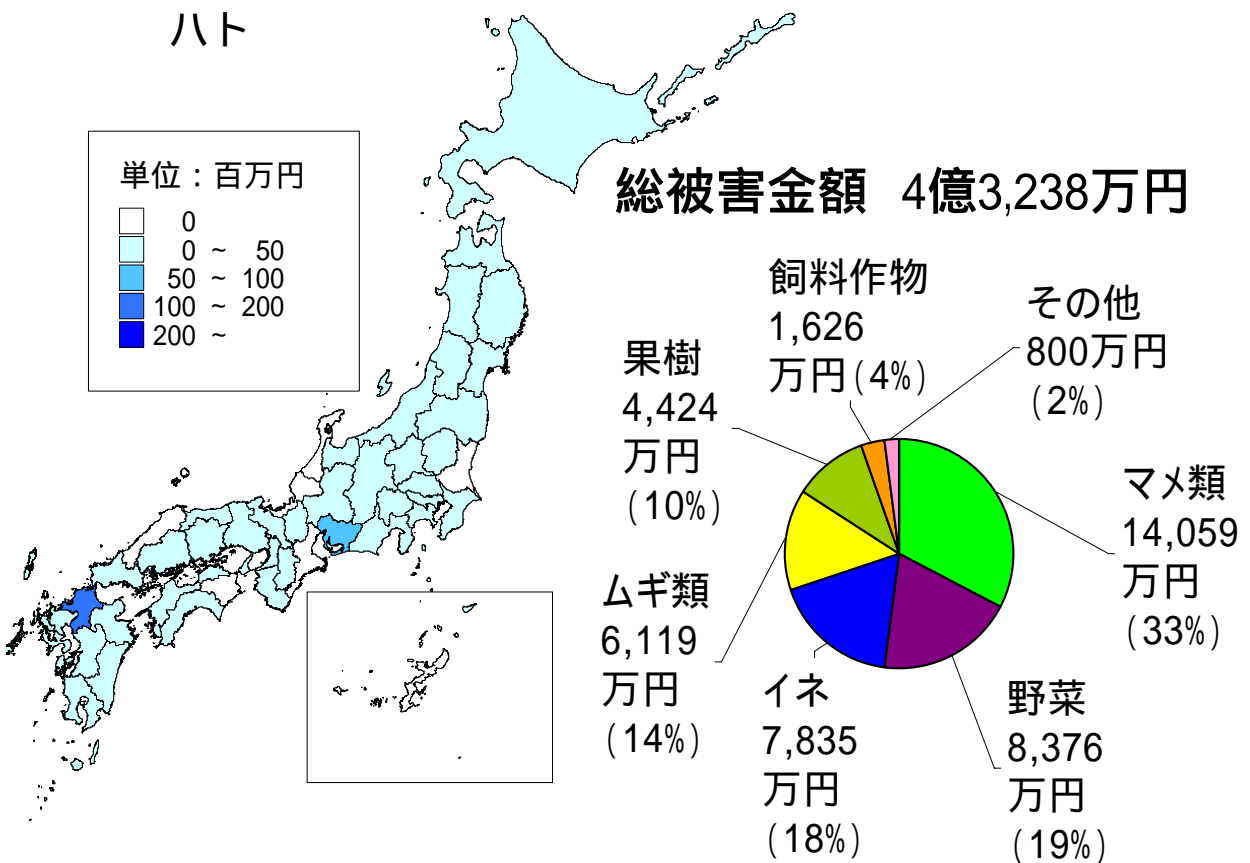 ハト
単位：百万円
0
0 ~ 50
50 ~ 100
100 ~ 200
200 ~
総被害金額 4億3,238万円
飼料作物
1,626
万円(4%)
その他
800万円
(2%)
果樹
4,424
万円
(10%)
マメ類
14,059
万円
(33%)
ムギ類
6,119
万円
(14%)
イネ
7,835
万円
(18%)
野菜
8,376
万円
(19%)